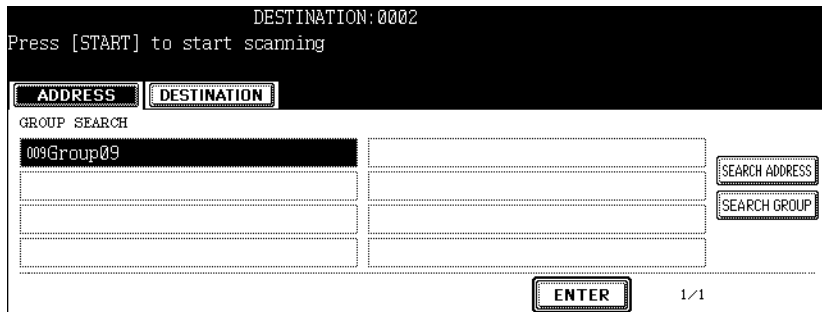 DESTINATION:0002
Press [START] to start scanning
ADDRESS DESTINATION
GROUP SEARCH
009Group09
SEARCH ADDRESS
SEARCH GROUP
ENTER 1/1